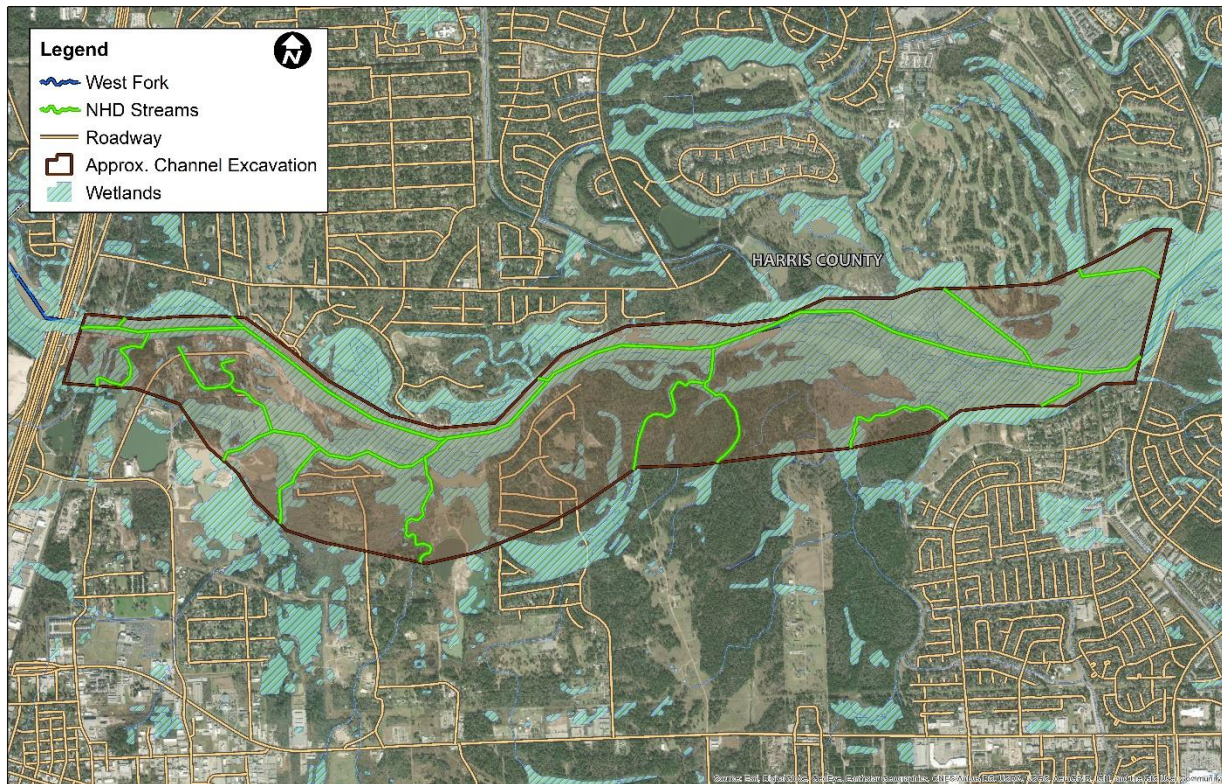 Legend
N
West Fork
NHD Streams
Roadway
Approx. Channel Excavation
Wetlands
HARRIS COUNTY